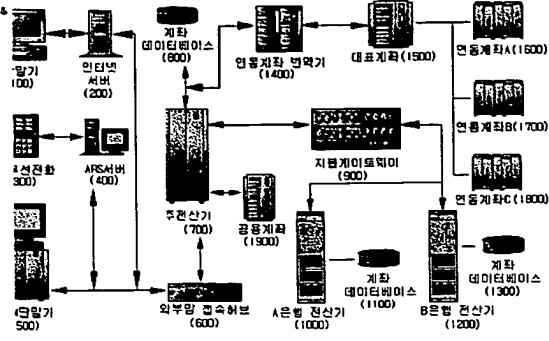 계좌
데이터베이스
(800)
연동계좌 번역기
(1400)
대표계좌(1500)
연동계좌A(1600)
인터넷
서버
(200)
연동계좌B(1700)
지불게이트웨이
(900)
ARS서버
(400)
주전산기
(700)
공용계좌
(1900)
연동계좌C(1800)
외부망 접속허브
(600)
A은행 전산기
(1000)
계좌
데이터베이스
(1100)
B은행 전산기
(1200)
계좌
데이터베이스
(1300)